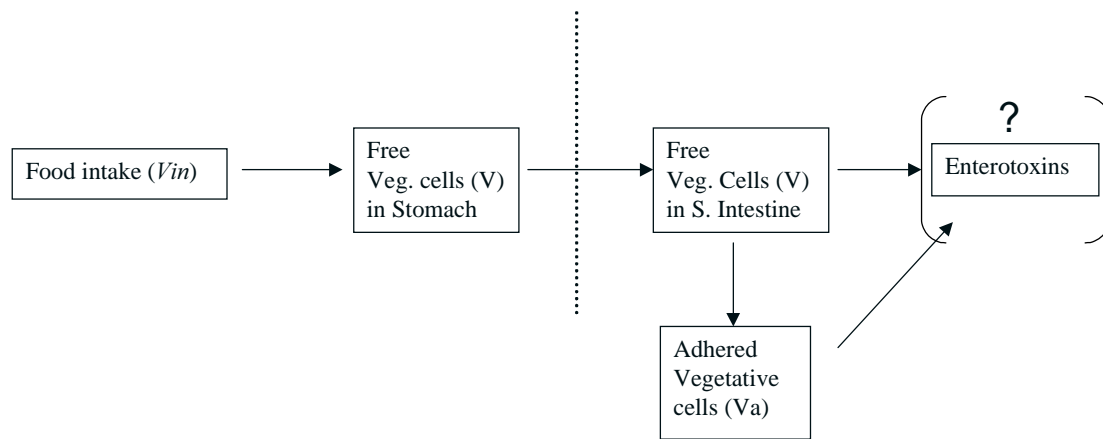 Food intake (Vin)
Free
Veg. cells (V)
in Stomach
Free
Veg. Cells (V)
in S. Intestine
?
Enterotoxins
Adhered
Vegetative
cells (Va)